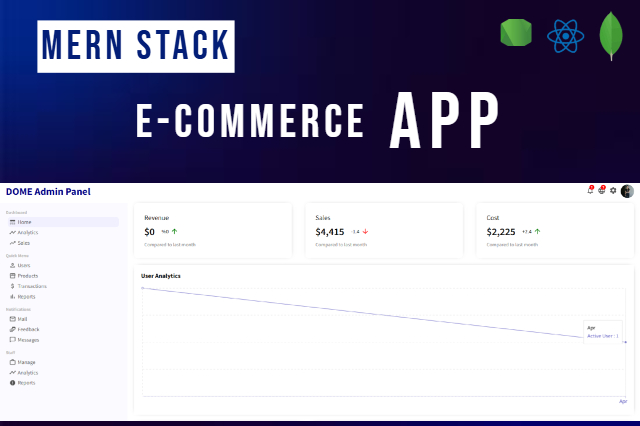 MERN STACK
E-COMMERCE APP
DOME Admin Panel
Dashboard
Home
Analytics
Sales
Quick Menu
Users
Products
Transactions
Reports
Notifications
Mail
Feedback
Messages
Staff
Manage
Analytics
Reports
Revenue
$0 %0
Compared to last month
Sales
$4,415 -1.4
Compared to last month
Cost
$2,225 +2.4
Compared to last month
User Analytics
Apr
Active User : 1
Apr